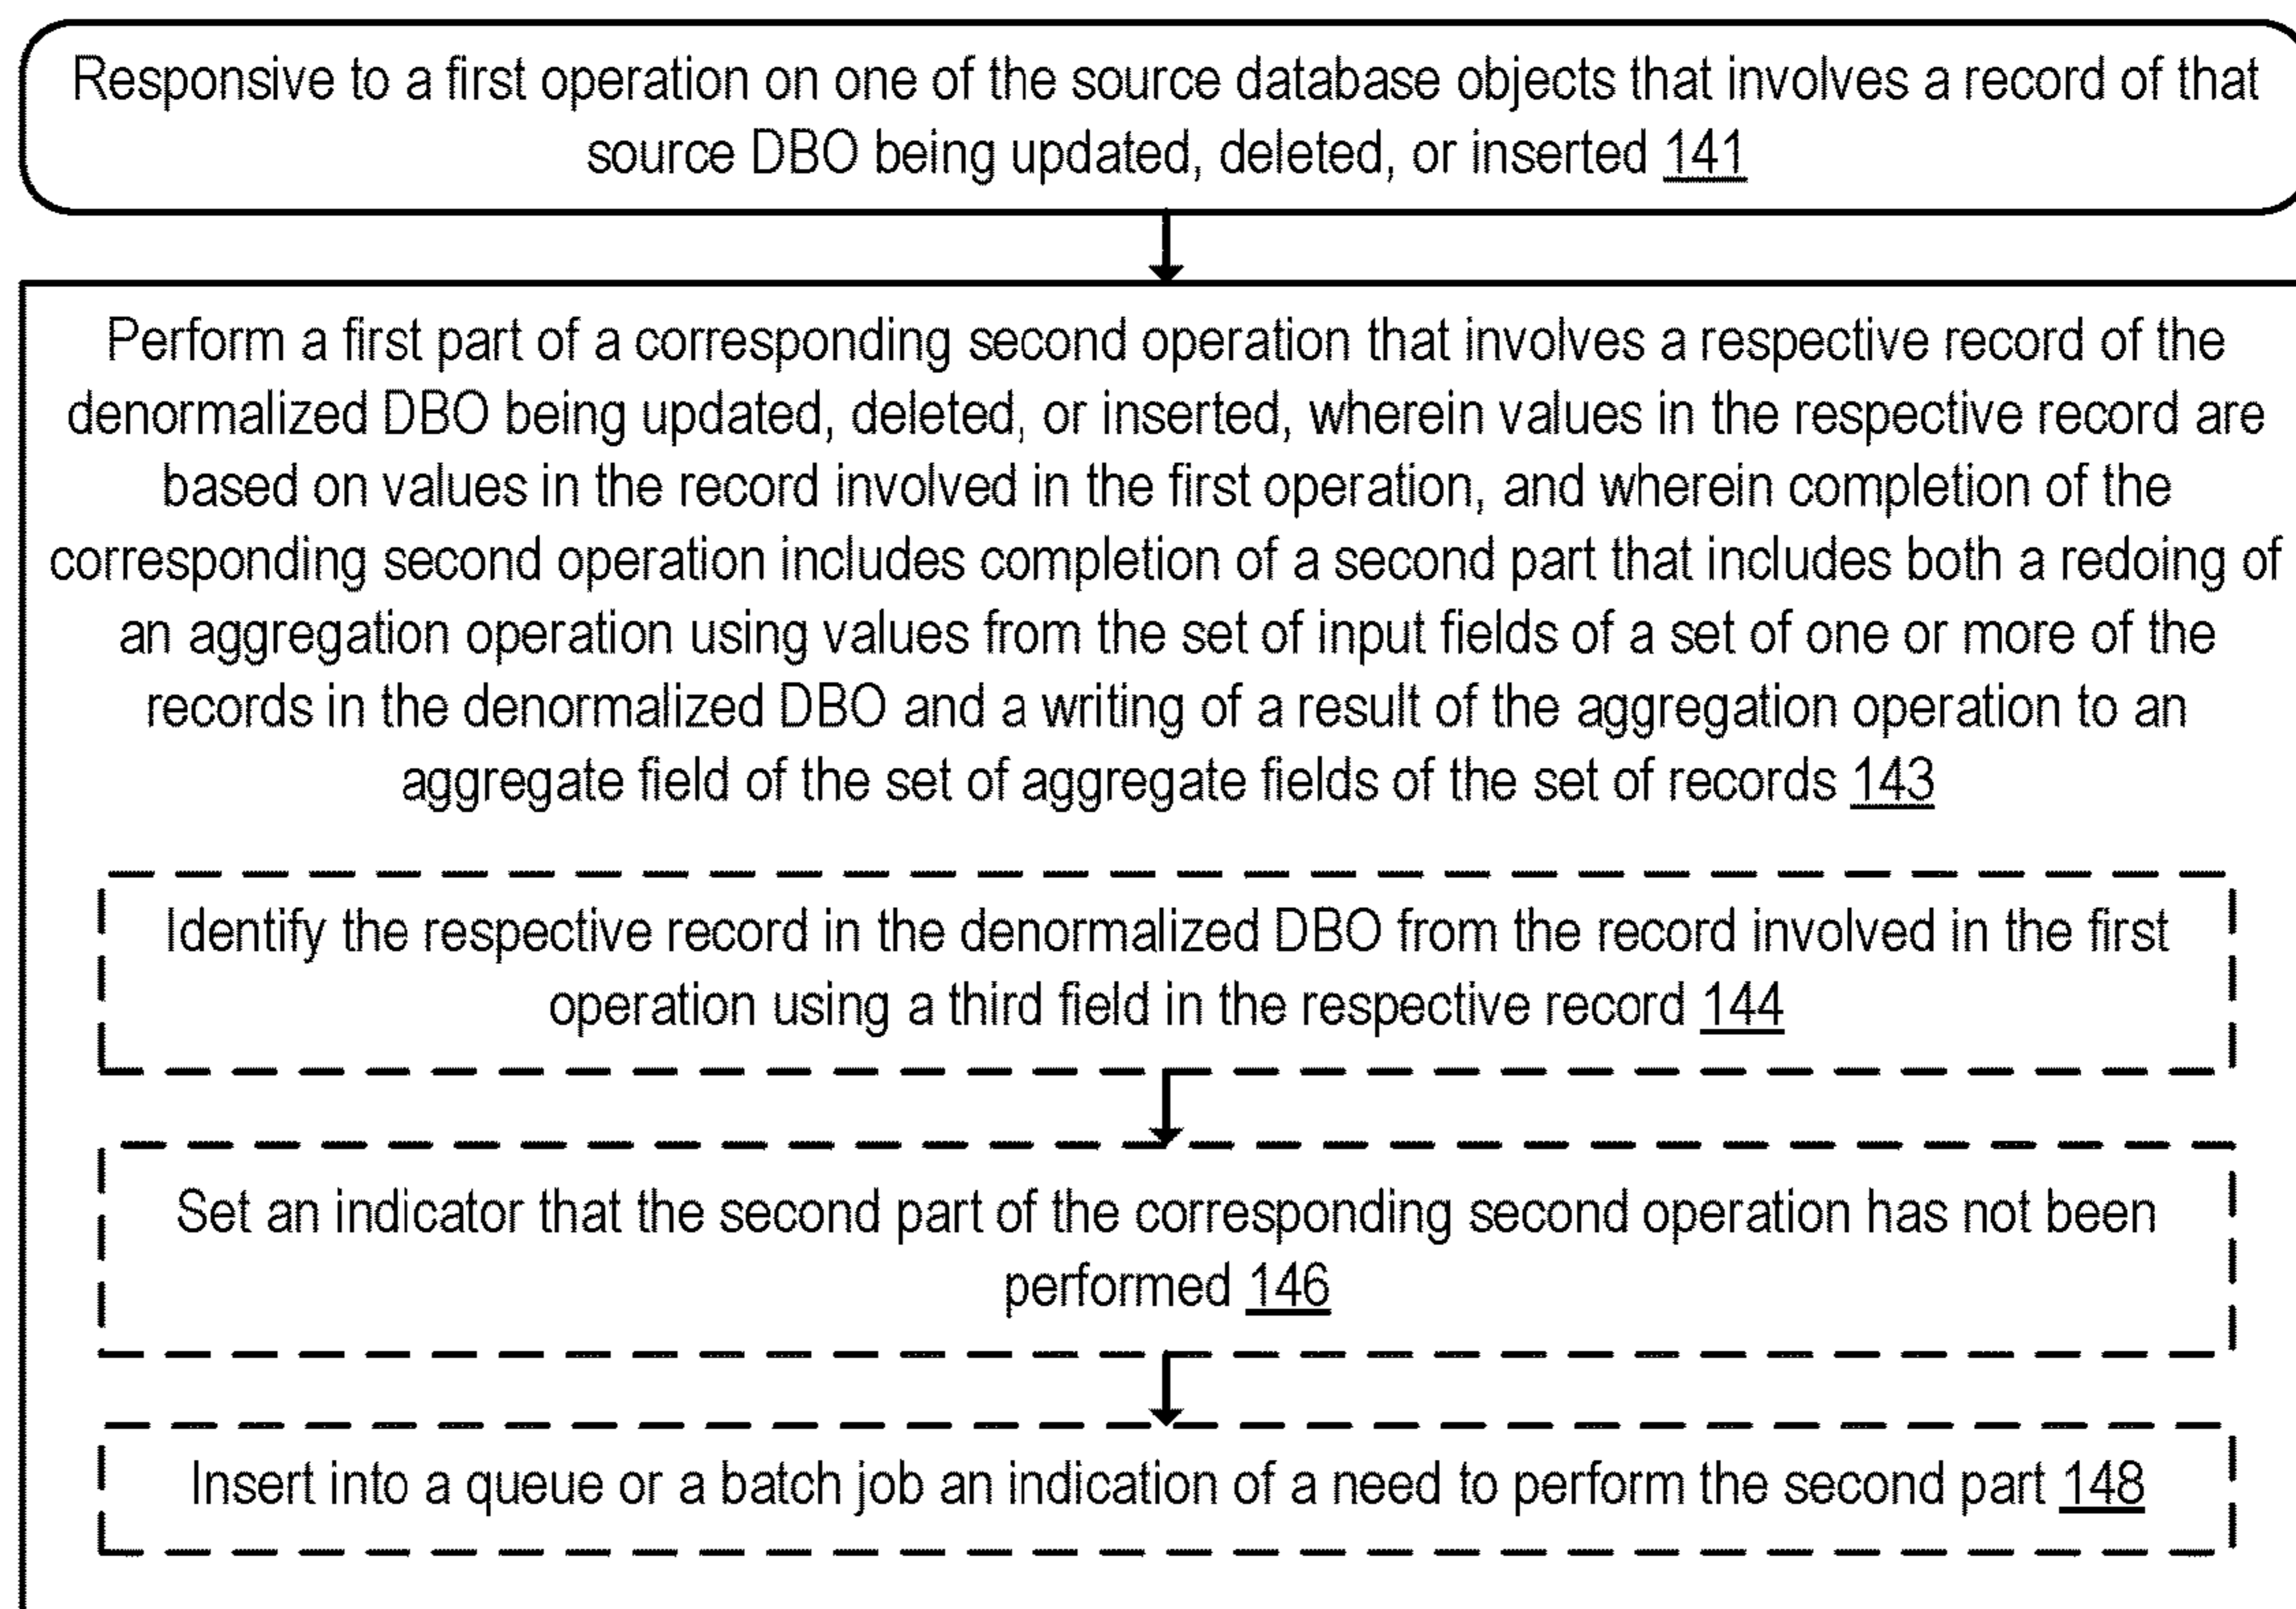 Responsive to a first operation on one of the source database objects that involves a record of that
source DBO being updated, deleted, or inserted 141
Perform a first part of a corresponding second operation that involves a respective record of the
denormalized DBO being updated, deleted, or inserted, wherein values in the respective record are
based on values in the record involved in the first operation, and wherein completion of the
corresponding second operation includes completion of a second part that includes both a redoing of
an aggregation operation using values from the set of input fields of a set of one or more of the
records in the denormalized DBO and a writing of a result of the aggregation operation to an
aggregate field of the set of aggregate fields of the set of records 143
Identify the respective record in the denormalized DBO from the record involved in the first
operation using a third field in the respective record 144
Set an indicator that the second part of the corresponding second operation has not been
performed 146
Insert into a queue or a batch job an indication of a need to perform the second part 148